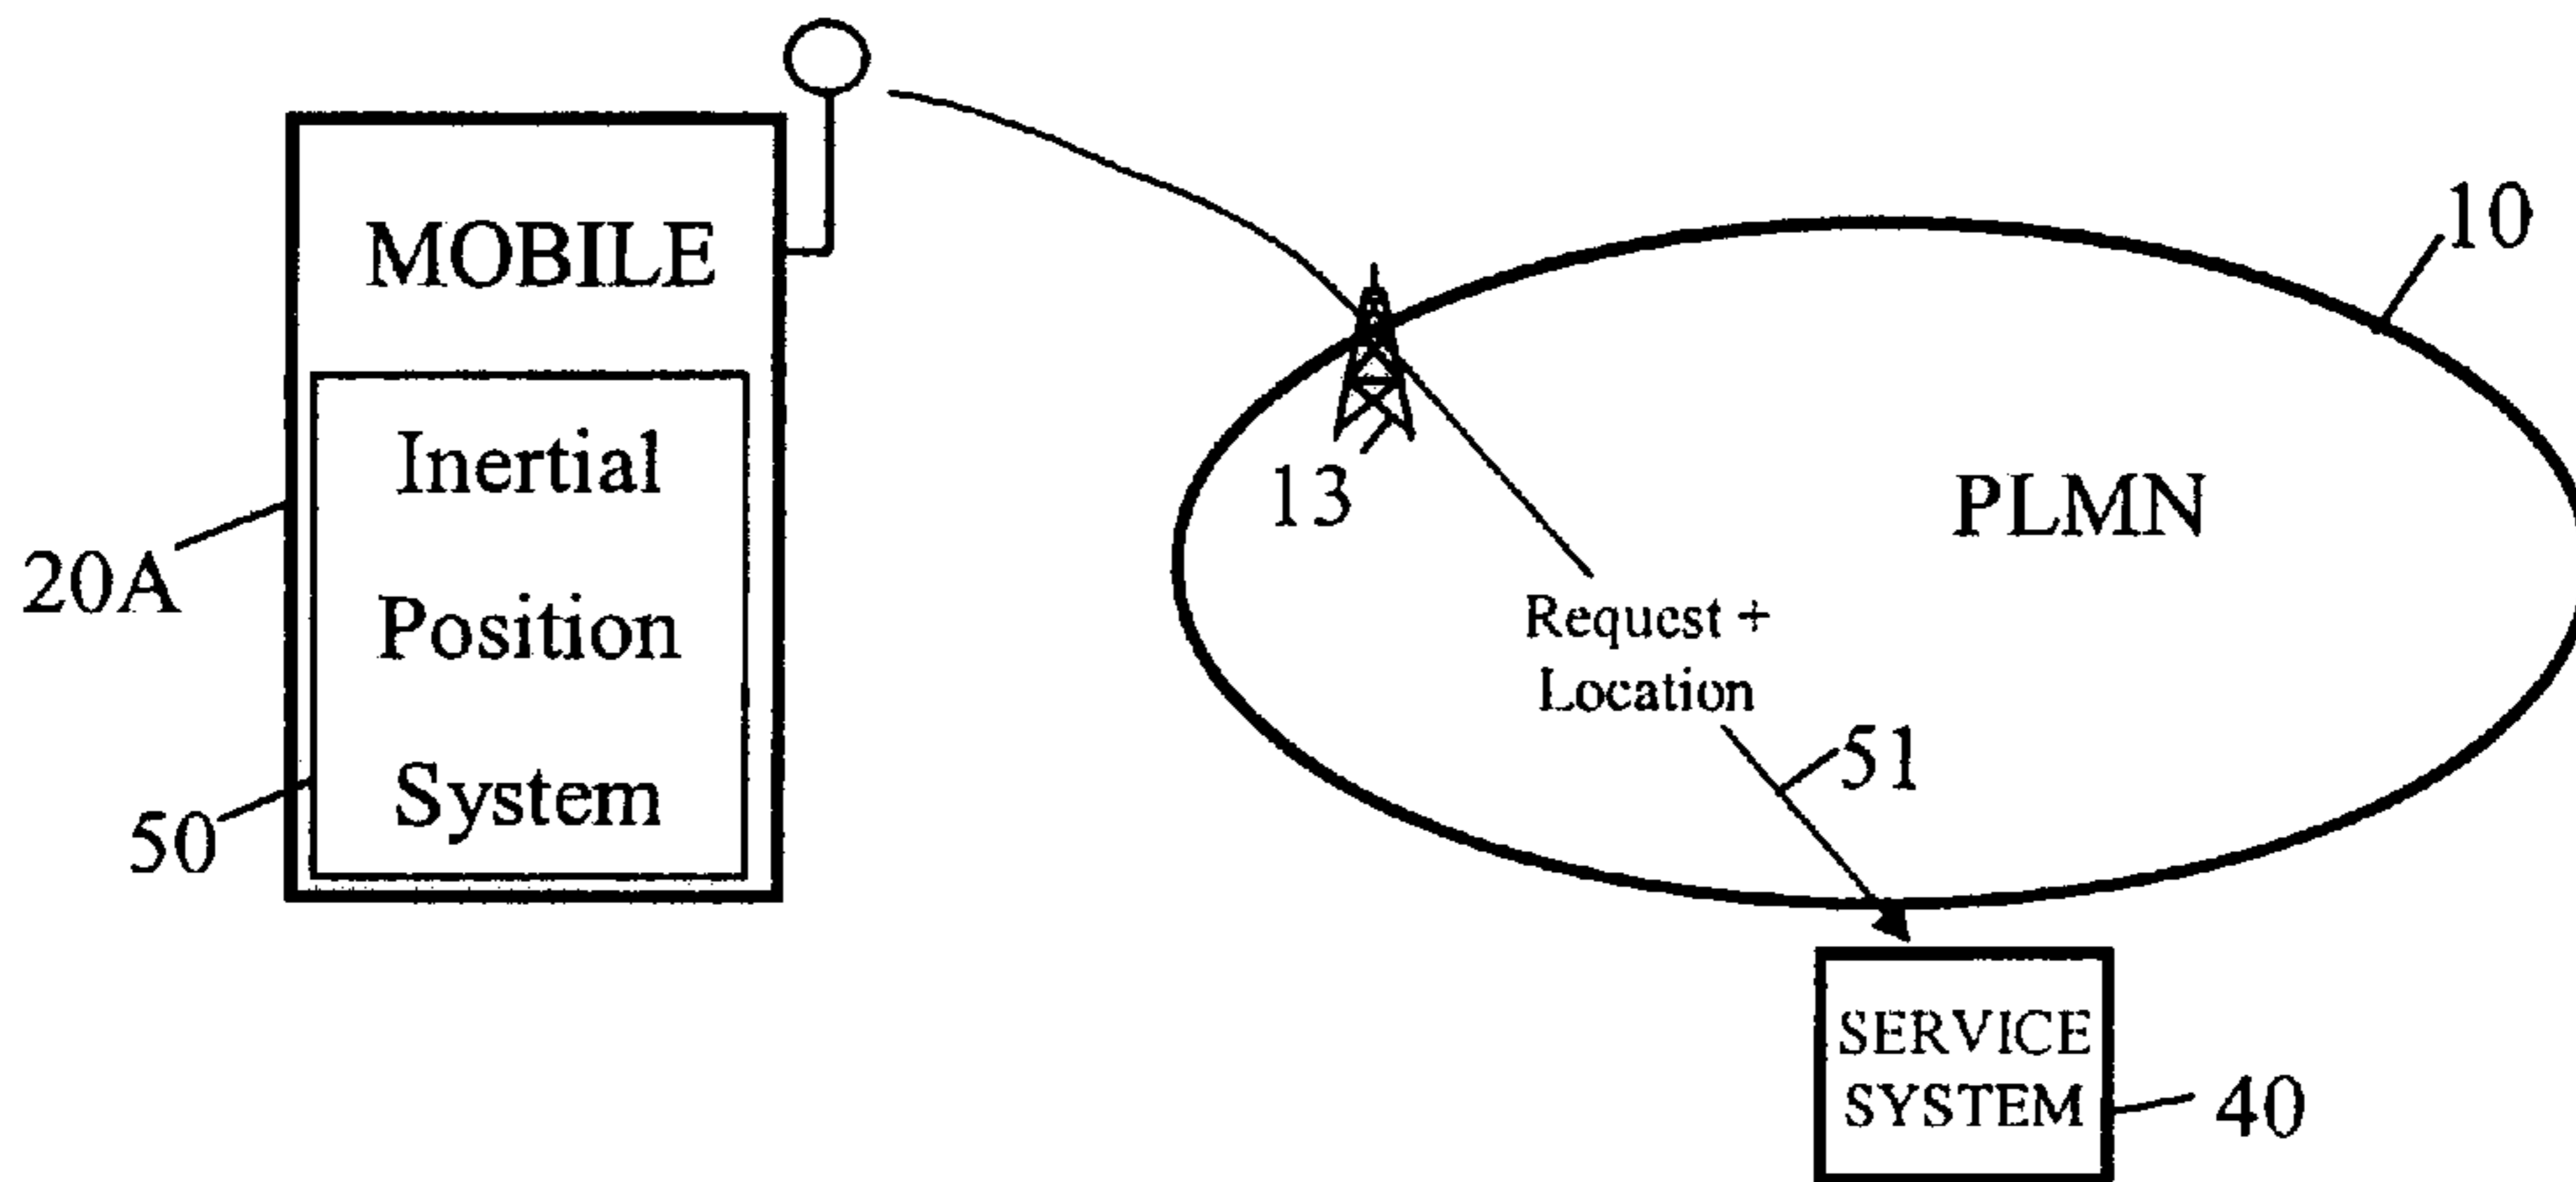 MOBILE
Inertial
Position
System
20A
50
10
13
PLMN
Request +
Location
51
SERVICE
SYSTEM
40